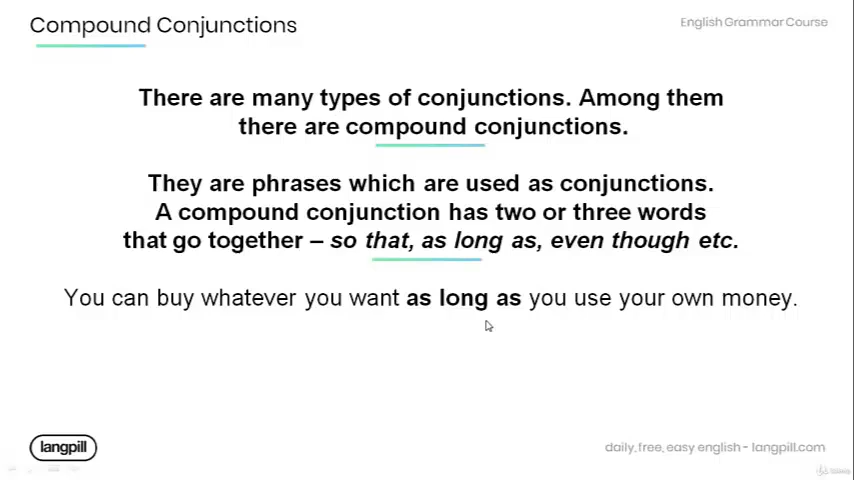 Compound Conjunctions
English Grammar Course
There are many types of conjunctions. Among them
there are compound conjunctions.
They are phrases which are used as conjunctions.
A compound conjunction has two or three words
that go together – so that, as long as, even though etc.
You can buy whatever you want as long as you use your own money.
langpill
daily, free, easy english - langpill.com
Udemy